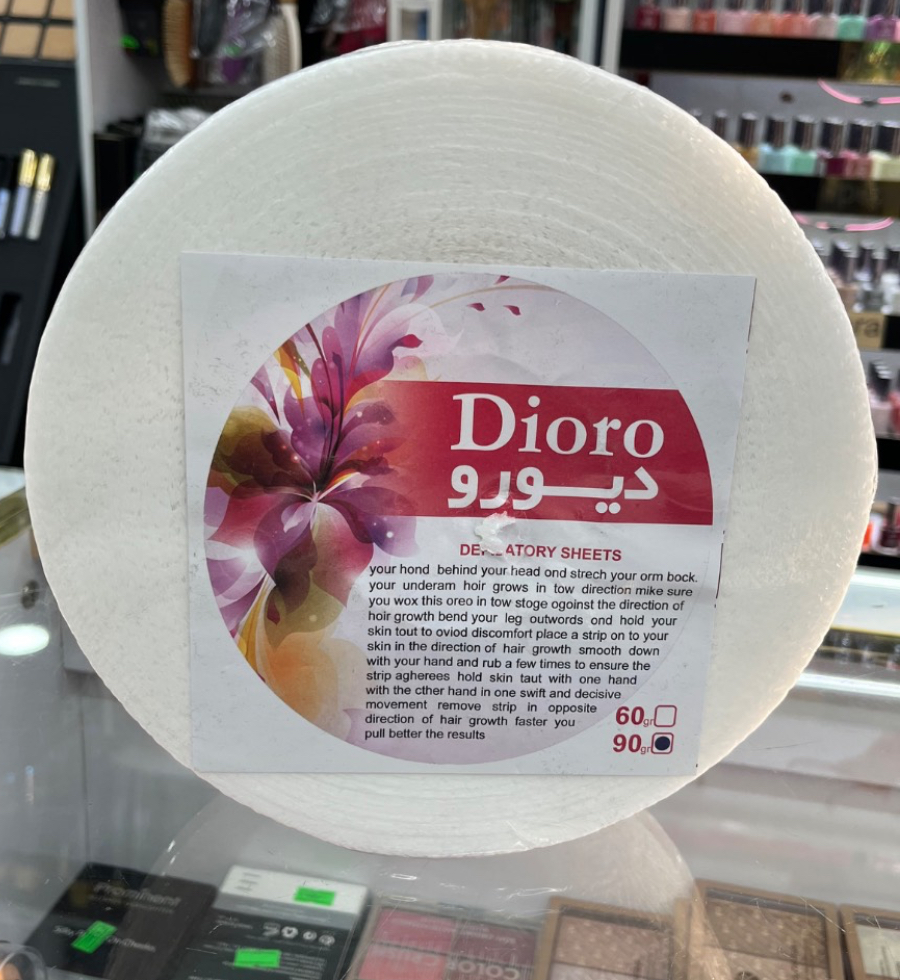 Dioro
ديورو
SHEETS
your hond behind your head ond strech your orm bock.
your underam hoir grows in tow direction mike sure
you wox this oreo in tow stoge ogoinst the direction of
hoir growth bend your leg outwords ond hold your
skin tout to oviod discomfort place a strip on to your
skin in the direction of hair growth smooth down
with your hand and rub a few times to ensure the
strip agherees hold skin taut with one hand
with the cther hand in one swift and decisive
movement remove strip in opposite
direction of hair growth faster you
pull better the results
60gr
90gr